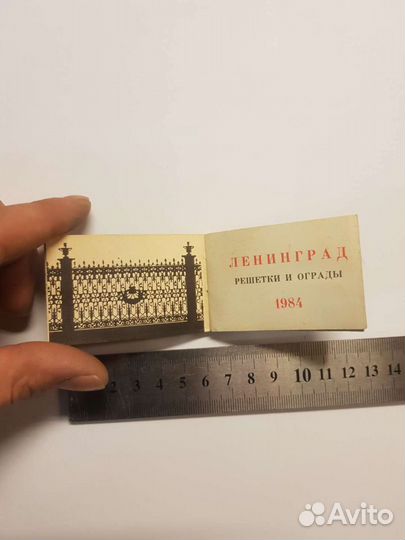 ЛЕНИНГРАД
РЕШЕТКИ И ОГРАДЫ
1984
2 3 4 5 6 7 8 9 10 11 12 13 14
Avito